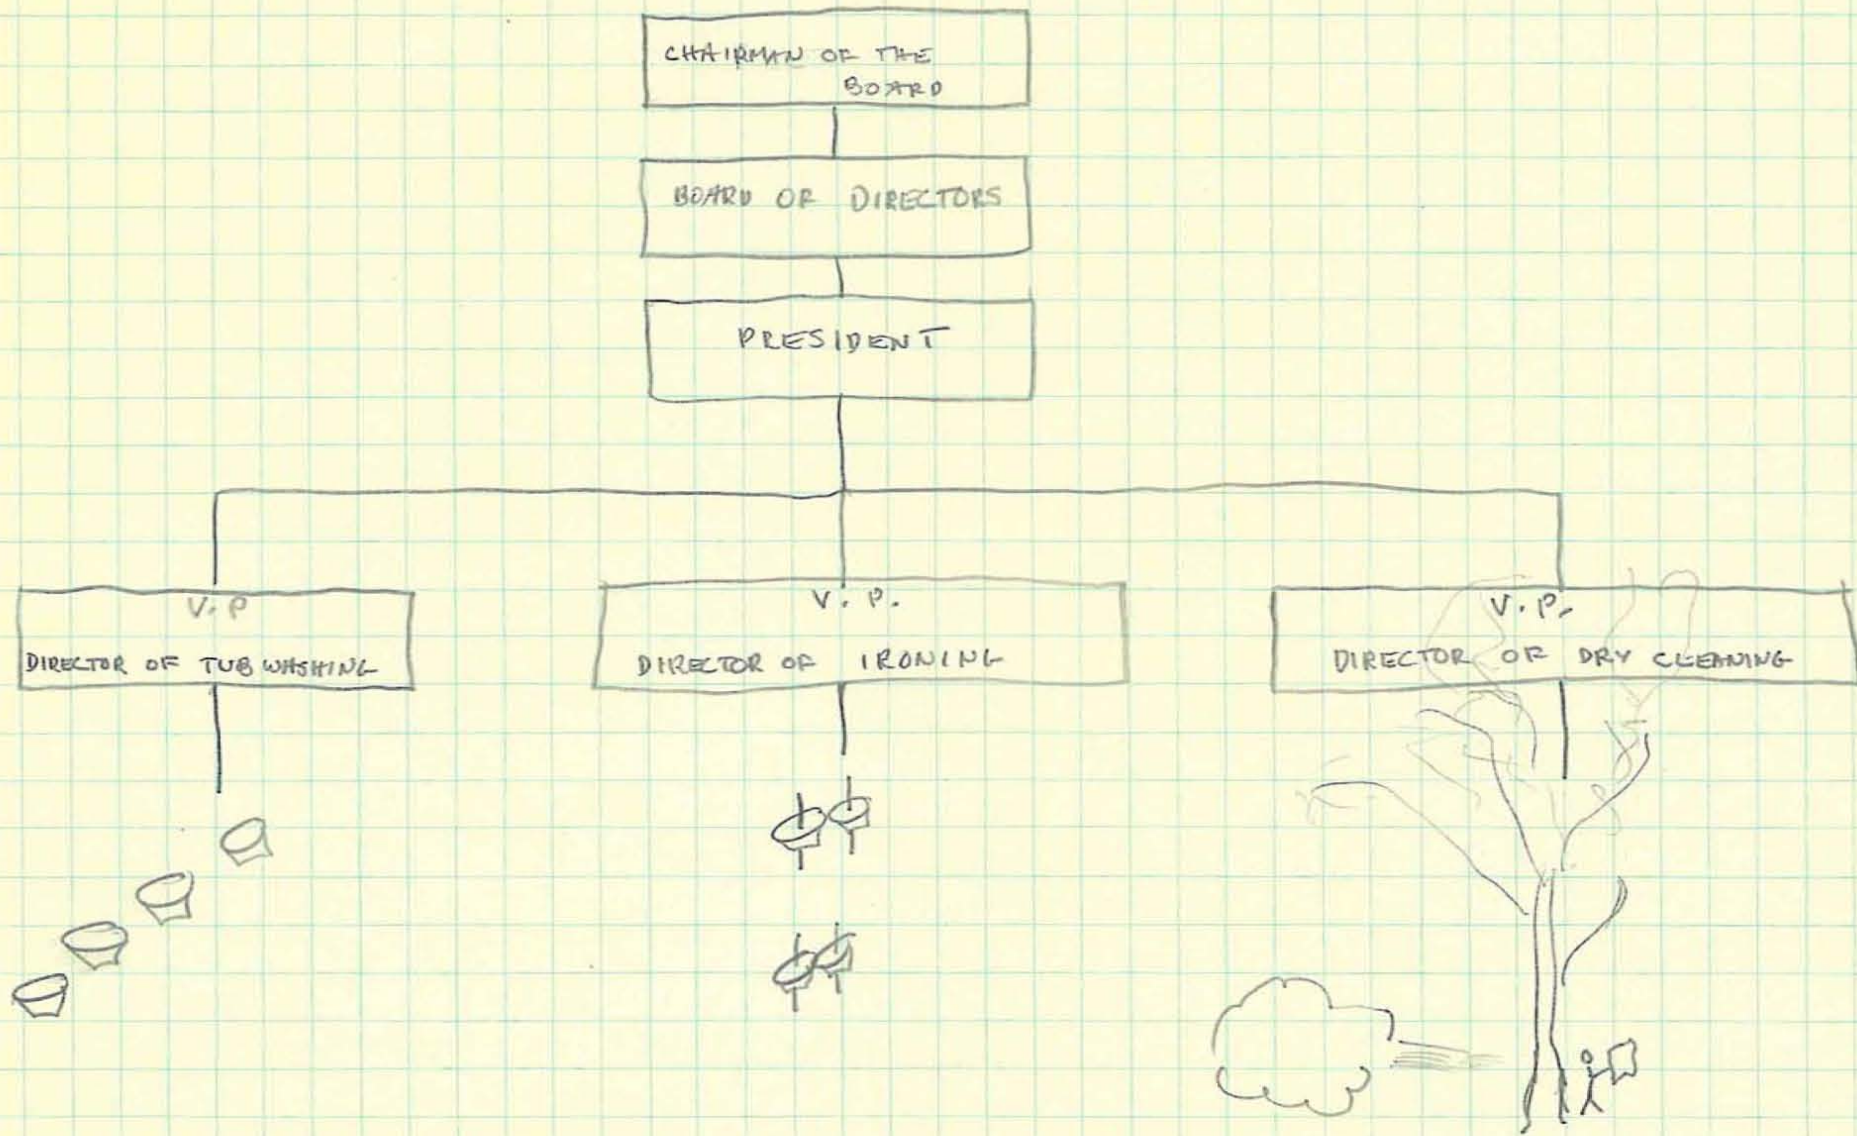 CHAIRMAN OF THE
BOARD
BOARD OF DIRECTORS
PRESIDENT
V. P
DIRECTOR OF TUB WASHING
V. P.
DIRECTOR OF IRONING
V. P.
DIRECTOR OF DRY CLEANING